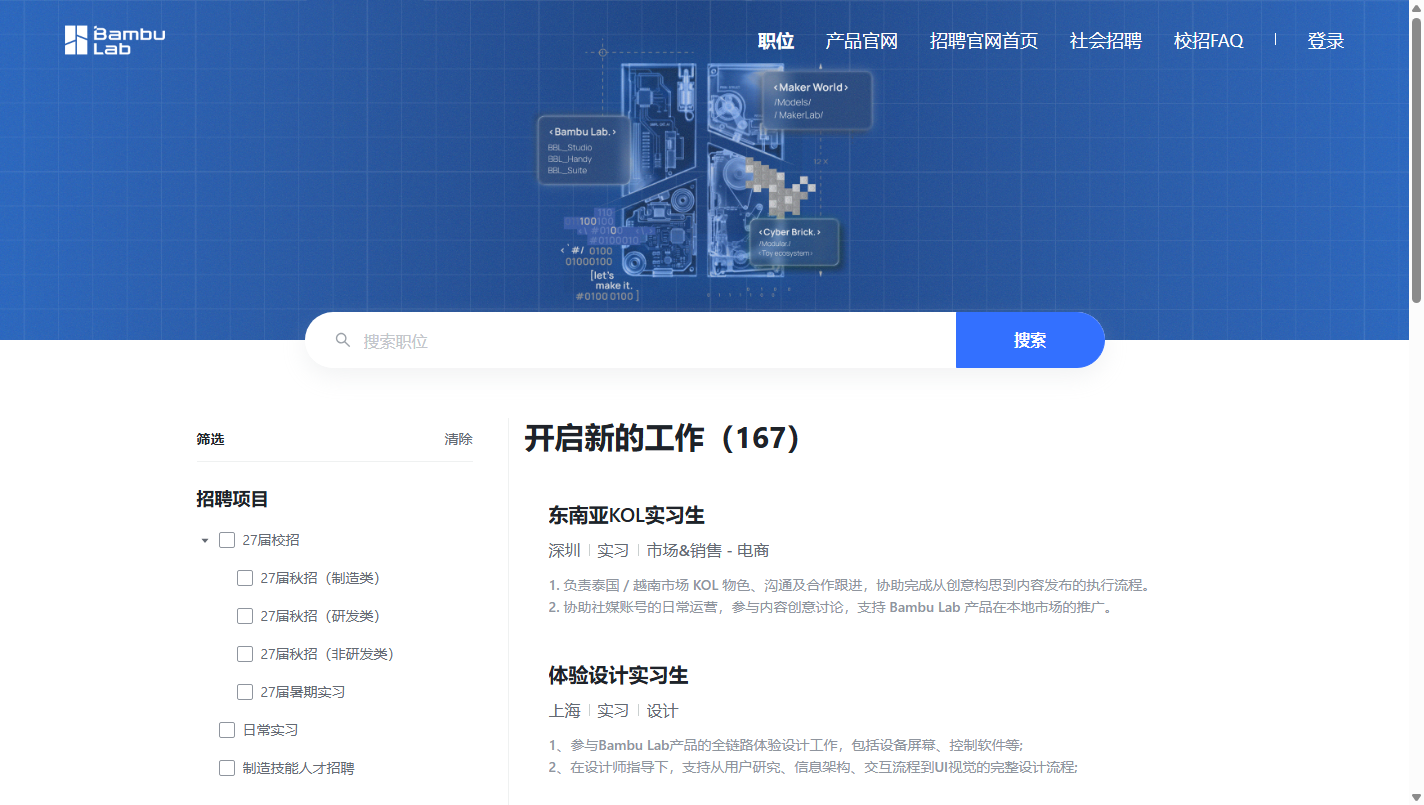 Bambu
Lab
职位
产品官网
招聘官网首页
社会招聘
校招FAQ
登录
<Maker World>
/Models/
/ MakerLab/
<Bambu Lab.>
BBL_Studio
BBL_Handy
BBL_Suite
12 X
110
100100
#0100
#0100010
<`#/ 0100
01000100
[let's
make it.
#0100 0100 ]
<Cyber Brick.>
/Modular./
<Toy ecosystem>
搜索职位
搜索
筛选
清除
招聘项目
27届校招
27届秋招（制造类）
27届秋招（研发类）
27届秋招（非研发类）
27届暑期实习
日常实习
制造技能人才招聘
开启新的工作（167）
东南亚KOL实习生
深圳 | 实习 | 市场&销售 - 电商
1. 负责泰国 / 越南市场 KOL 物色、沟通及合作跟进，协助完成从创意构思到内容发布的执行流程。
2. 协助社媒账号的日常运营，参与内容创意讨论，支持 Bambu Lab 产品在本地市场的推广。
体验设计实习生
上海 | 实习 | 设计
1、参与Bambu Lab产品的全链路体验设计工作，包括设备屏幕、控制软件等;
2、在设计师指导下，支持从用户研究、信息架构、交互流程到UI视觉的完整设计流程;